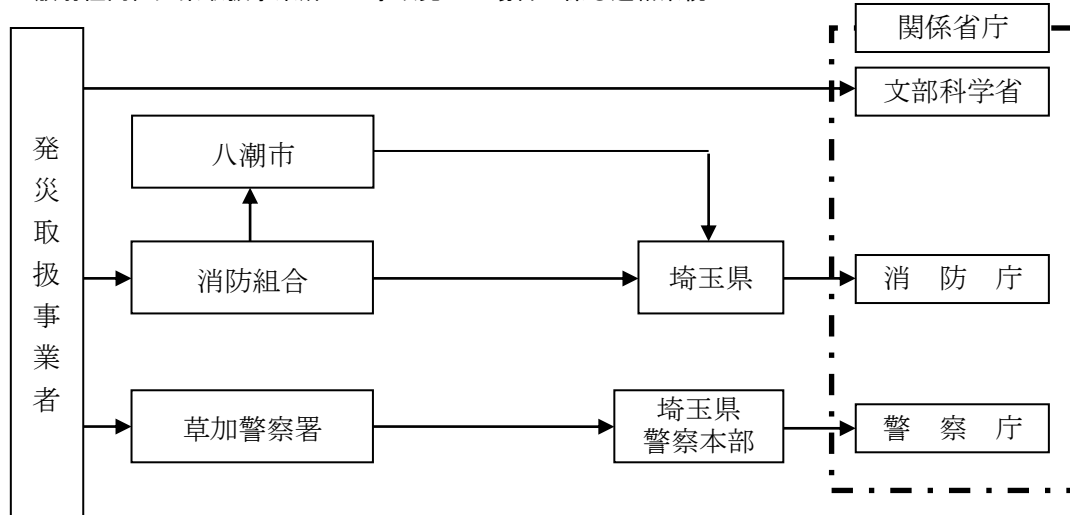 関係省庁
文部科学省
発災取扱事業者
八潮市
消防組合
埼玉県
消防庁
草加警察署
埼玉県
警察本部
警察庁